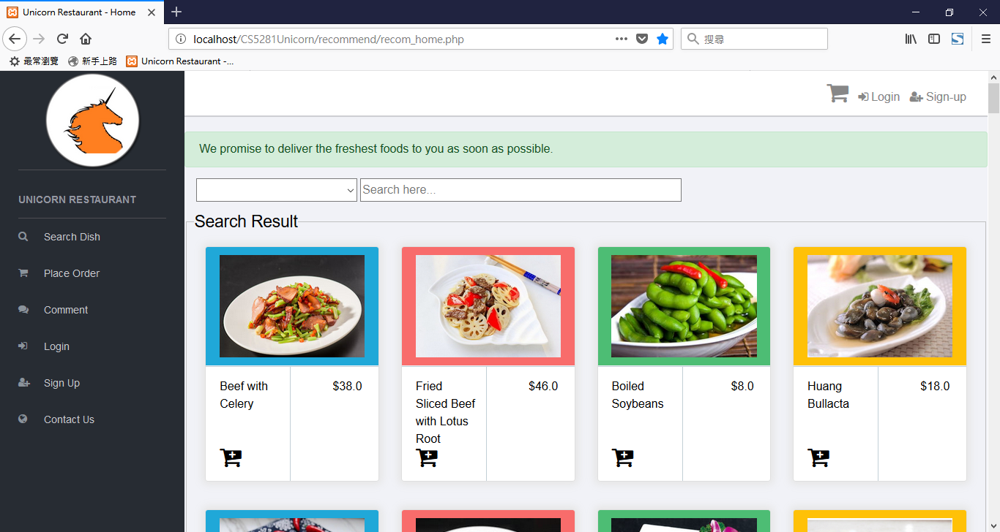 Unicorn Restaurant - Home
localhost/CS5281Unicorn/recommend/recom_home.php
搜尋
最常瀏覽
新手上路
Unicorn Restaurant -...
Login
Sign-up
UNICORN RESTAURANT
Search Dish
Place Order
Comment
Login
Sign Up
Contact Us
We promise to deliver the freshest foods to you as soon as possible.
Search here...
Search Result
Beef with
Celery
$38.0
Fried
Sliced Beef
with Lotus
Root
$46.0
Boiled
Soybeans
$8.0
Huang
Bullacta
$18.0